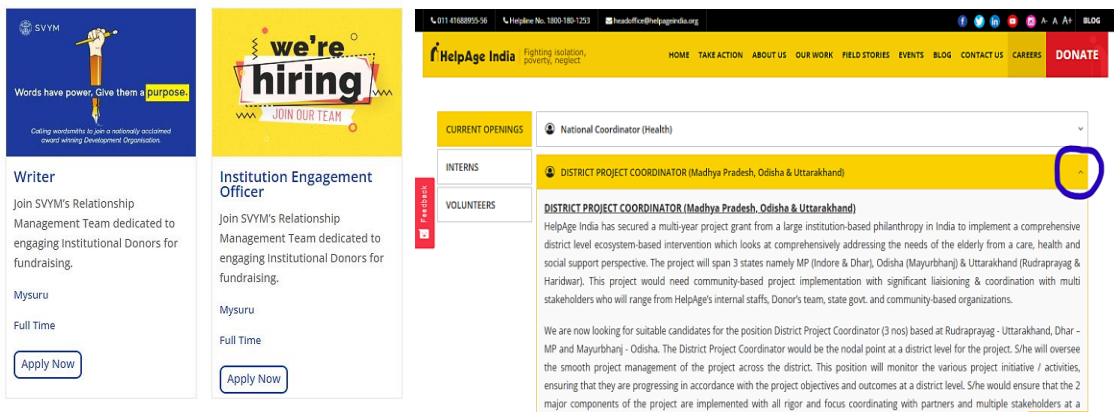 SVYM
Words have power, Give them a purpose.
Calling wordsmiths to join a nationally acclaimed
award winning Development Organisation.
Writer
Join SVYM's Relationship
Management Team dedicated to
engaging Institutional Donors for
fundraising.
Mysuru
Full Time
Apply Now
we're
hiring
JOIN OUR TEAM
Institution Engagement
Officer
Join SVYM's Relationship
Management Team dedicated to
engaging Institutional Donors for
fundraising.
Mysuru
Full Time
Apply Now
011 41688955-56 Helpline No. 1800-180-1253 headoffice@helpageindia.org A- A A+ BLOG
HelpAge India Fighting isolation,
poverty, neglect
HOME TAKE ACTION ABOUT US OUR WORK FIELD STORIES EVENTS BLOG CONTACT US CAREERS DONATE
CURRENT OPENINGS
INTERNS
VOLUNTEERS
Feedback
National Coordinator (Health)
DISTRICT PROJECT COORDINATOR (Madhya Pradesh, Odisha & Uttarakhand)
DISTRICT PROJECT COORDINATOR (Madhya Pradesh, Odisha & Uttarakhand)
HelpAge India has secured a multi-year project grant from a large institution-based philanthropy in India to implement a comprehensive
district level ecosystem-based intervention which looks at comprehensively addressing the needs of the elderly from a care, health and
social support perspective. The project will span 3 states namely MP (Indore & Dhar), Odisha (Mayurbhanj) & Uttarakhand (Rudraprayag &
Haridwar). This project would need community-based project implementation with significant liaisioning & coordination with multi
stakeholders who will range from HelpAge's internal staffs, Donor's team, state govt. and community-based organizations.
We are now looking for suitable candidates for the position District Project Coordinator (3 nos) based at Rudraprayag - Uttarakhand, Dhar –
MP and Mayurbhanj - Odisha. The District Project Coordinator would be the nodal point at a district level for the project. S/he will oversee
the smooth project management of the project across the district. This position will monitor the various project initiative / activities,
ensuring that they are progressing in accordance with the project objectives and outcomes at a district level. S/he would ensure that the 2
major components of the project are implemented with all rigor and focus coordinating with partners and multiple stakeholders at a